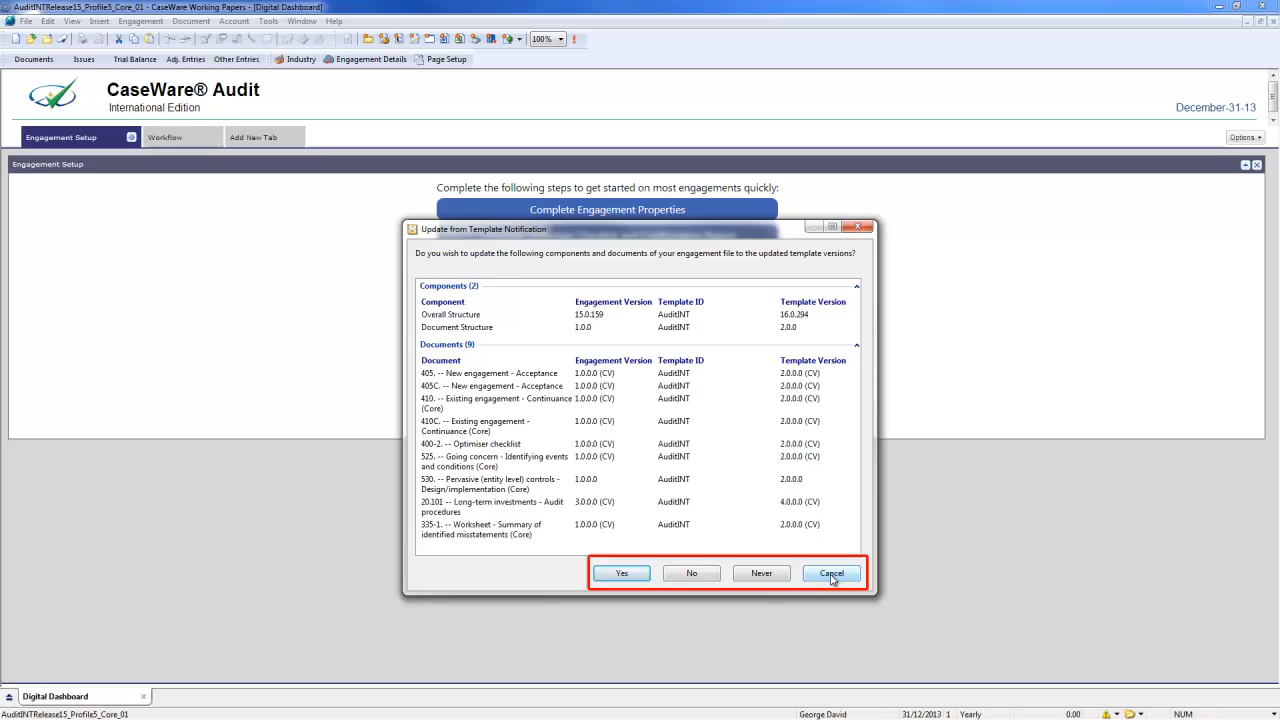 AuditINTRelease15_Profile5_Core_01 - CaseWare Working Papers - [Digital Dashboard]
File Edit View Insert Engagement Document Account Tools Window Help
100%
Documents Issues Trial Balance Adj. Entries Other Entries Industry Engagement Details Page Setup
CaseWare® Audit
International Edition
December-31-13
Engagement Setup Workflow Add New Tab Options
Engagement Setup
Complete the following steps to get started on most engagements quickly:
Complete Engagement Properties
Update from Template Notification
Do you wish to update the following components and documents of your engagement file to the updated template versions?
Components (2)
Component Engagement Version Template ID Template Version
Overall Structure 15.0.159 AuditINT 16.0.294
Document Structure 1.0.0 AuditINT 2.0.0
Documents (9)
Document Engagement Version Template ID Template Version
405. -- New engagement - Acceptance 1.0.0.0 (CV) AuditINT 2.0.0.0 (CV)
405C. -- New engagement - Acceptance 1.0.0.0 (CV) AuditINT 2.0.0.0 (CV)
410. -- Existing engagement - Continuance 1.0.0.0 (CV) AuditINT 2.0.0.0 (CV)
(Core)
410C. -- Existing engagement - 1.0.0.0 (CV) AuditINT 2.0.0.0 (CV)
Continuance (Core)
400-2. -- Optimiser checklist 1.0.0.0 (CV) AuditINT 2.0.0.0 (CV)
525. -- Going concern - Identifying events 1.0.0.0 (CV) AuditINT 2.0.0.0 (CV)
and conditions (Core)
530. -- Pervasive (entity level) controls - 1.0.0.0 AuditINT 2.0.0.0
Design/implementation (Core)
20.101 -- Long-term investments - Audit 3.0.0.0 (CV) AuditINT 4.0.0.0 (CV)
procedures
335-1. -- Worksheet - Summary of 1.0.0.0 (CV) AuditINT 2.0.0.0 (CV)
identified misstatements (Core)
Yes No Never Cancel
Digital Dashboard
AuditINTRelease15_Profile5_Core_01 George David 31/12/2013 1 Yearly 0.00 NUM